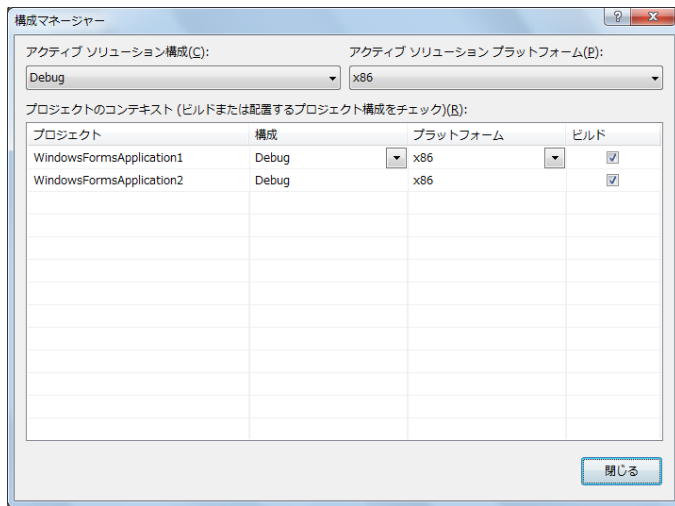 構成マネージャー
アクティブ ソリューション構成(C): アクティブ ソリューション プラットフォーム(P):
Debug x86
プロジェクトのコンテキスト (ビルドまたは配置するプロジェクト構成をチェック)(R):
プロジェクト 構成 プラットフォーム ビルド
WindowsFormsApplication1 Debug x86
WindowsFormsApplication2 Debug x86
閉じる